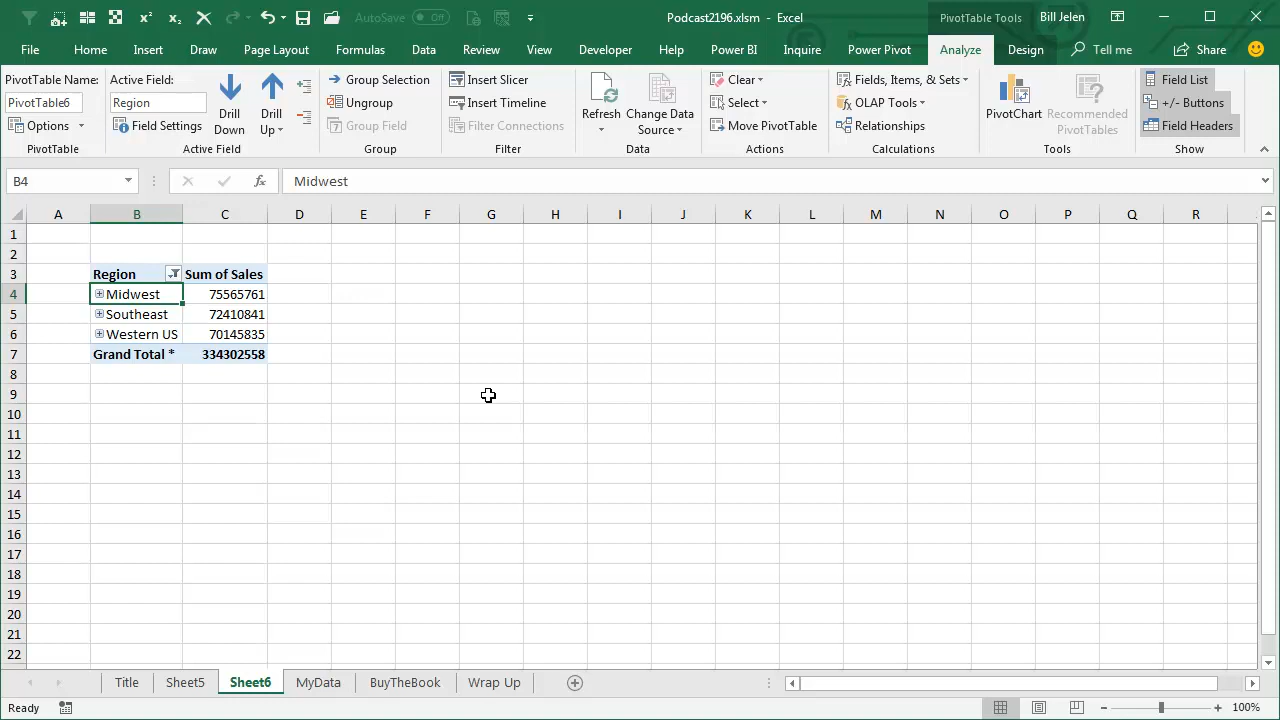 AutoSave Off
Podcast2196.xlsm - Excel
PivotTable Tools
Bill Jelen
File Home Insert Draw Page Layout Formulas Data Review View Developer Help Power BI Inquire Power Pivot Analyze Design Tell me Share
PivotTable Name:
PivotTable6
Options
PivotTable
Active Field:
Region
Field Settings
Drill
Down
Drill
Up
Active Field
Group Selection
Ungroup
Group Field
Group
Insert Slicer
Insert Timeline
Filter Connections
Filter
Refresh
Change Data
Source
Data
Clear
Select
Move PivotTable
Actions
Fields, Items, & Sets
OLAP Tools
Relationships
Calculations
PivotChart
Recommended
PivotTables
Tools
Field List
+/- Buttons
Field Headers
Show
B4
fx
Midwest
A B C D E F G H I J K L M N O P Q R
1
2
3 Region Sum of Sales
4 Midwest 75565761
5 Southeast 72410841
6 Western US 70145835
7 Grand Total * 334302558
8
9
10
11
12
13
14
15
16
17
18
19
20
21
22
Title Sheet5 Sheet6 MyData BuyTheBook Wrap Up
Ready
100%